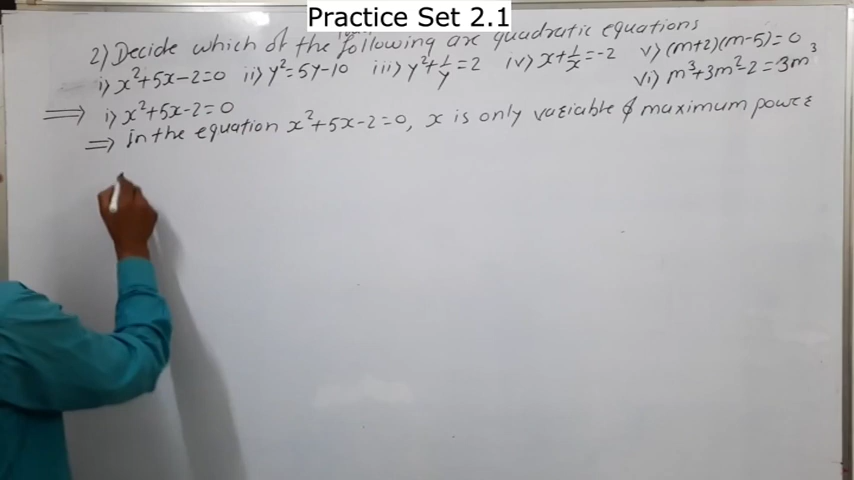 Practice Set 2.1
2) Decide which of the following are quadratic equations
i) x²+5x-2=0 ii) y²=5y-10 iii) y²+1/y=2 iv) x+1/x=-2 v) (m+2)(m-5)=0
vi) m³+3m²-2=3m³
⟹ i) x²+5x-2=0
⟹ In the equation x²+5x-2=0, x is only variable & maximum power